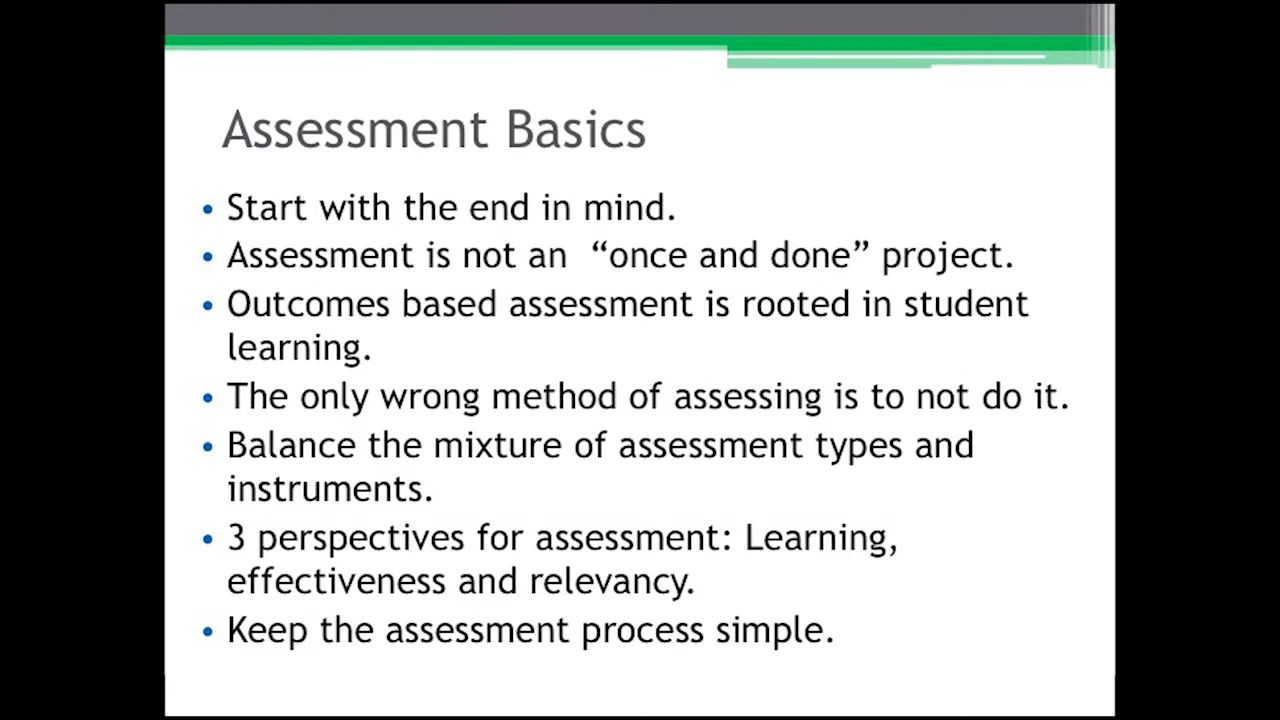 Assessment Basics
• Start with the end in mind.
• Assessment is not an “once and done” project.
• Outcomes based assessment is rooted in student
learning.
• The only wrong method of assessing is to not do it.
• Balance the mixture of assessment types and
instruments.
• 3 perspectives for assessment: Learning,
effectiveness and relevancy.
• Keep the assessment process simple.